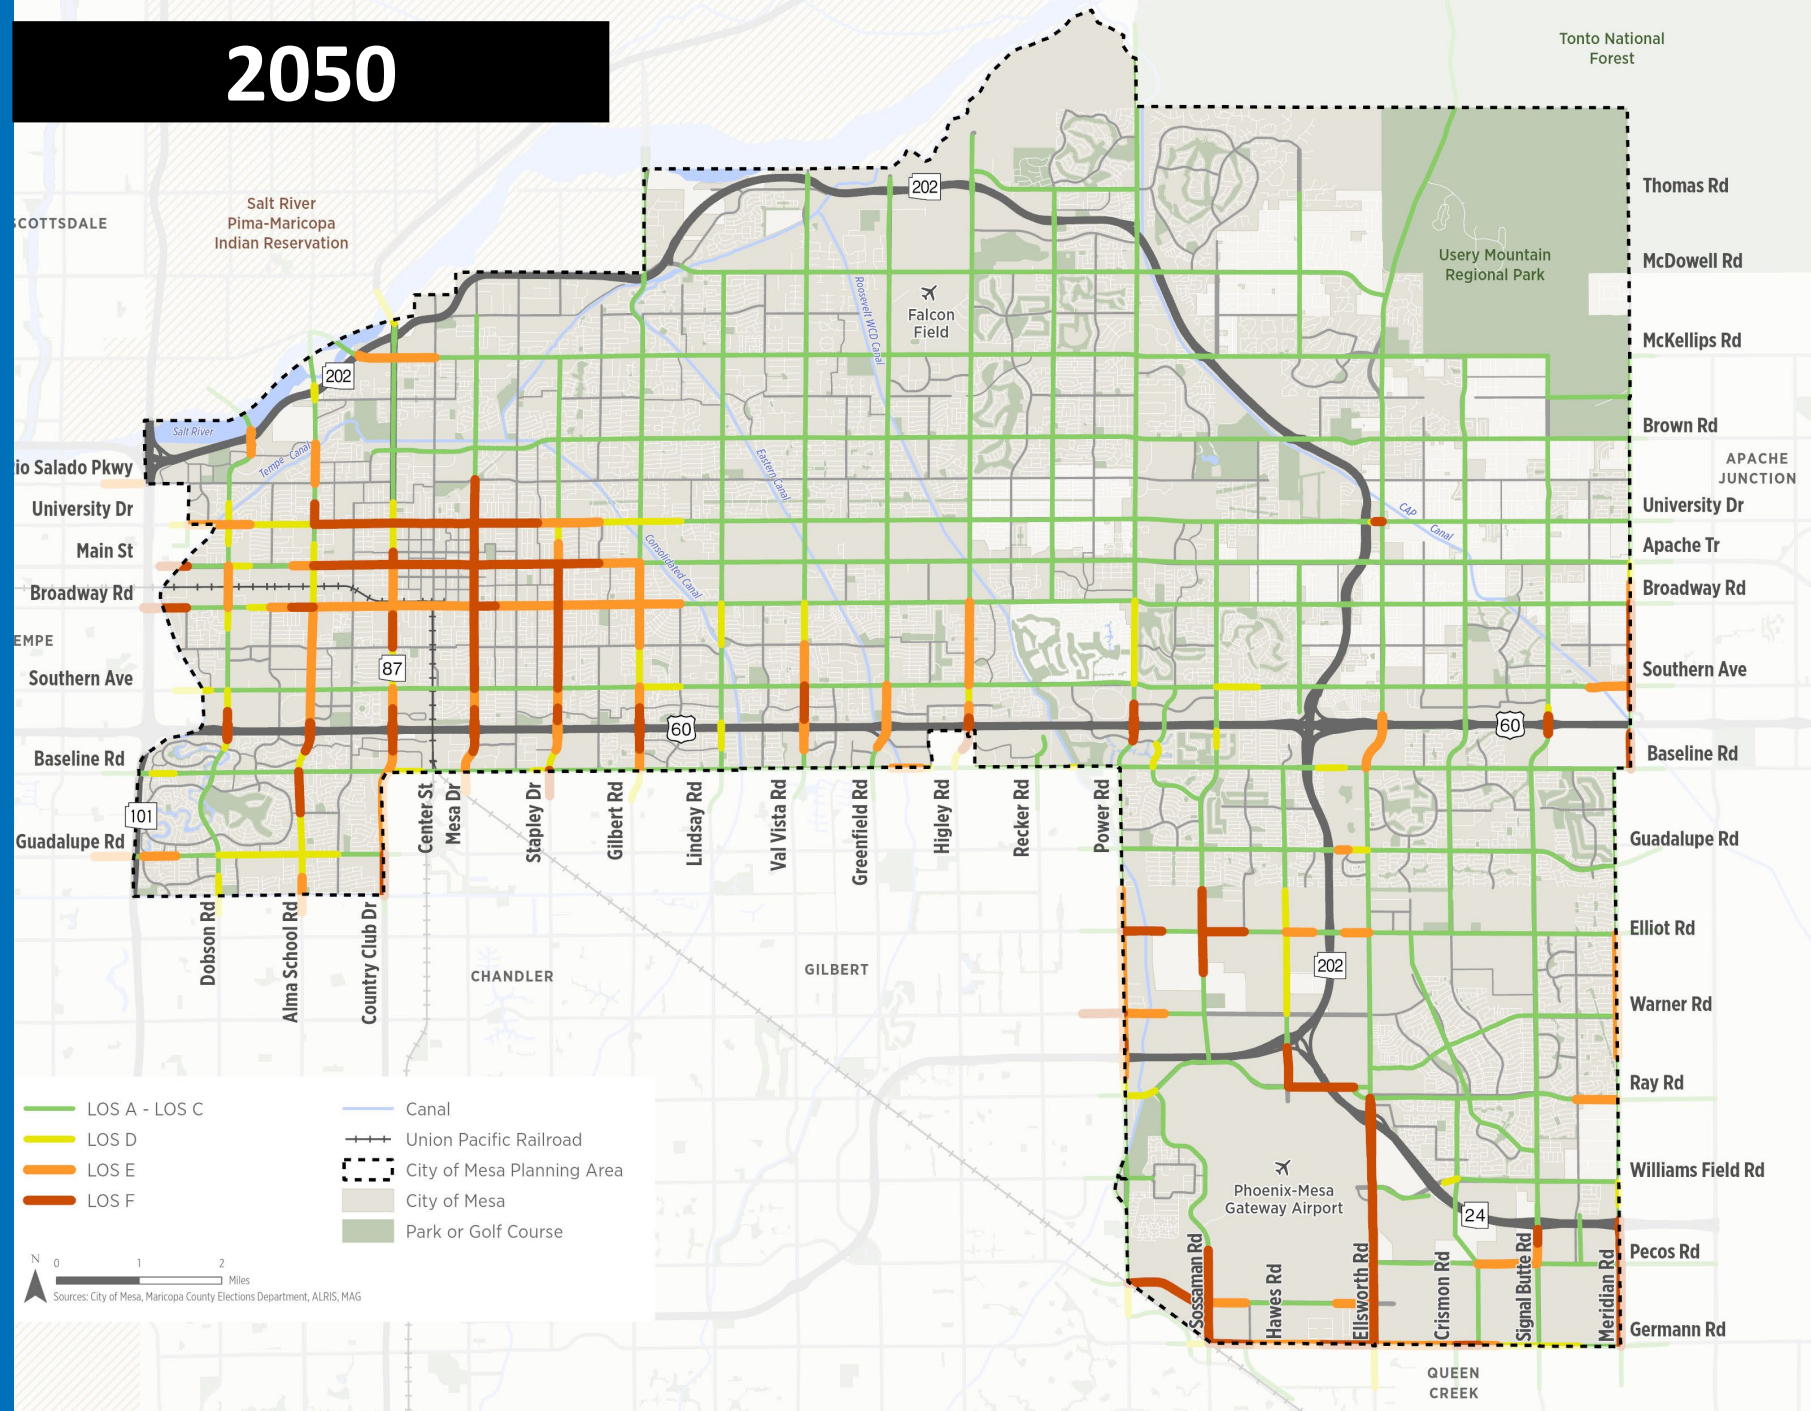 2050
Tonto National
Forest
SCOTTSDALE
Salt River
Pima-Maricopa
Indian Reservation
202
Thomas Rd
McDowell Rd
Usery Mountain
Regional Park
Roosevelt WCD Canal
Falcon
Field
McKellips Rd
202
Salt River
Tempe Canal
Brown Rd
io Salado Pkwy
Eastern Canal
APACHE
JUNCTION
University Dr
University Dr
CAP Canal
Main St
Consolidated Canal
Apache Tr
Broadway Rd
Broadway Rd
EMPE
87
Southern Ave
Southern Ave
60
60
Baseline Rd
Baseline Rd
101
Guadalupe Rd
Center St
Mesa Dr
Stapley Dr
Gilbert Rd
Lindsay Rd
Val Vista Rd
Greenfield Rd
Higley Rd
Recker Rd
Power Rd
Guadalupe Rd
Dobson Rd
Alma School Rd
Country Club Dr
Elliot Rd
CHANDLER
GILBERT
202
Warner Rd
Ray Rd
LOS A - LOS C
LOS D
LOS E
LOS F
Canal
Union Pacific Railroad
City of Mesa Planning Area
City of Mesa
Park or Golf Course
Williams Field Rd
Phoenix-Mesa
Gateway Airport
24
Pecos Rd
Sossaman Rd
Hawes Rd
Ellsworth Rd
Crismon Rd
Signal Butte Rd
Meridian Rd
Germann Rd
N
0 1 2
Miles
Sources: City of Mesa, Maricopa County Elections Department, ALRIS, MAG
QUEEN
CREEK